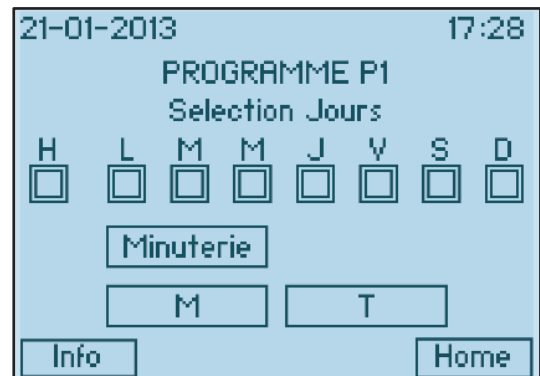 21-01-2013 17:28
PROGRAMME P1
Selection Jours
H L M M J V S D
Minuterie
M T
Info Home